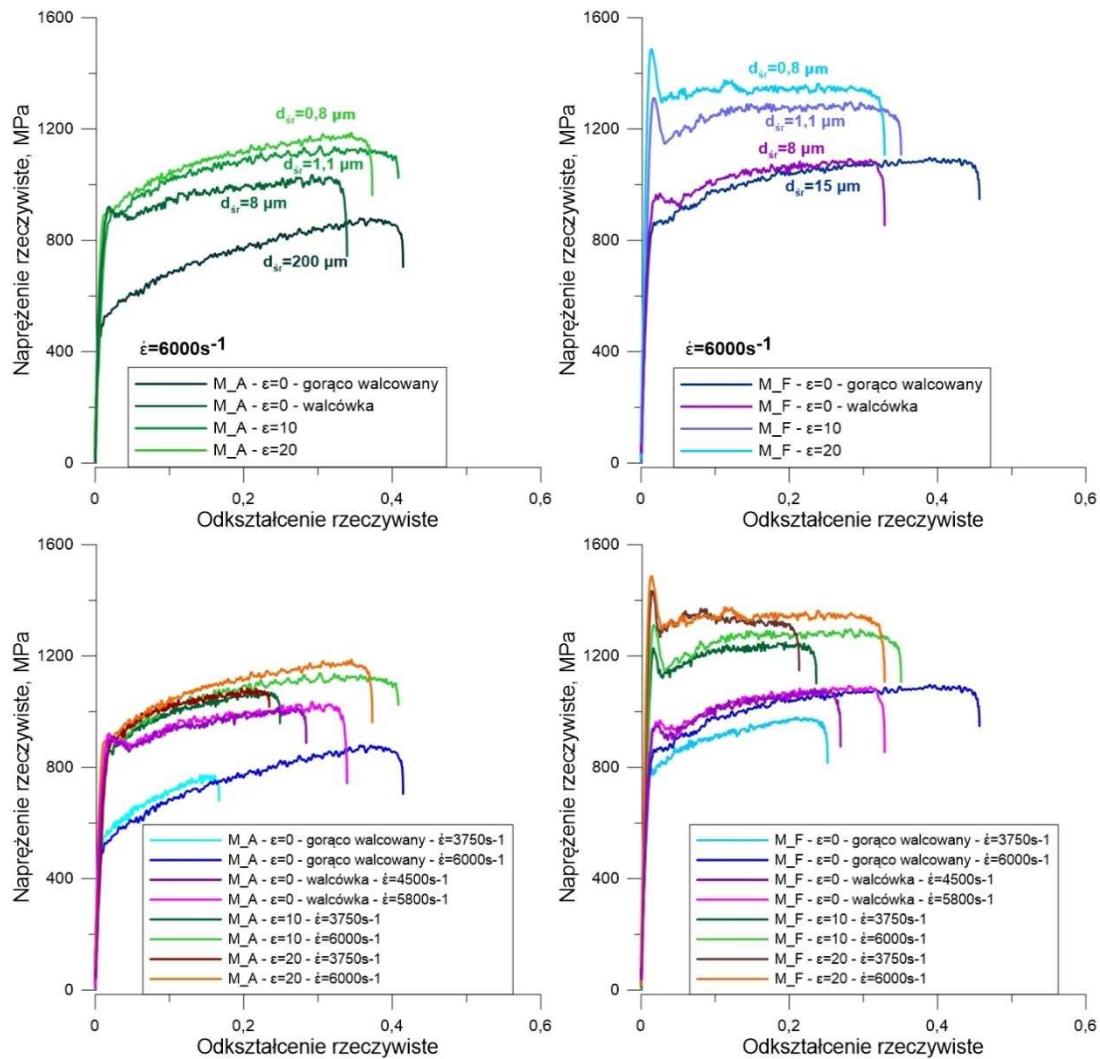 1600
1200
800
400
0
Naprężenie rzeczywiste, MPa
d_śr=0,8 µm
d_śr=1,1 µm
d_śr=8 µm
d_śr=200 µm
ε̇=6000s⁻¹
M_A - ε=0 - gorąco walcowany
M_A - ε=0 - walcówka
M_A - ε=10
M_A - ε=20
0
0,2
0,4
0,6
Odkształcenie rzeczywiste
1600
1200
800
400
0
Naprężenie rzeczywiste, MPa
d_śr=0,8 µm
d_śr=1,1 µm
d_śr=8 µm
d_śr=15 µm
ε̇=6000s⁻¹
M_F - ε=0 - gorąco walcowany
M_F - ε=0 - walcówka
M_F - ε=10
M_F - ε=20
0
0,2
0,4
0,6
Odkształcenie rzeczywiste
1600
1200
800
400
0
Naprężenie rzeczywiste, MPa
M_A - ε=0 - gorąco walcowany - ε̇=3750s-1
M_A - ε=0 - gorąco walcowany - ε̇=6000s-1
M_A - ε=0 - walcówka - ε̇=4500s-1
M_A - ε=0 - walcówka - ε̇=5800s-1
M_A - ε=10 - ε̇=3750s-1
M_A - ε=10 - ε̇=6000s-1
M_A - ε=20 - ε̇=3750s-1
M_A - ε=20 - ε̇=6000s-1
0
0,2
0,4
0,6
Odkształcenie rzeczywiste
1600
1200
800
400
0
Naprężenie rzeczywiste, MPa
M_F - ε=0 - gorąco walcowany - ε̇=3750s-1
M_F - ε=0 - gorąco walcowany - ε̇=6000s-1
M_F - ε=0 - walcówka - ε̇=4500s-1
M_F - ε=0 - walcówka - ε̇=5800s-1
M_F - ε=10 - ε̇=3750s-1
M_F - ε=10 - ε̇=6000s-1
M_F - ε=20 - ε̇=3750s-1
M_F - ε=20 - ε̇=6000s-1
0
0,2
0,4
0,6
Odkształcenie rzeczywiste